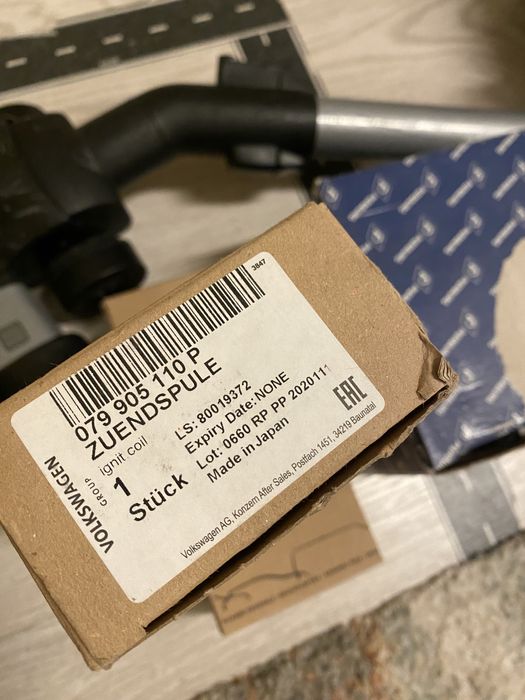 3847
079 905 110 P
ZUENDSPULE
ignit.coil
1
Stück
LS: 80019372
Expiry Date: NONE
Lot: 0660 RP PP 2020111
Made in Japan
EAC
VOLKSWAGEN
GROUP
Volkswagen AG, Konzern After Sales, Postfach 1451, 34219 Baunatal